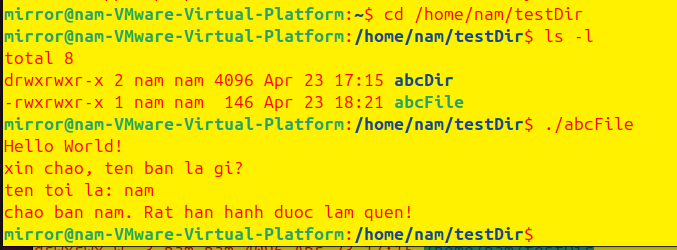 mirror@nam-VMware-Virtual-Platform:~$ cd /home/nam/testDir
mirror@nam-VMware-Virtual-Platform:/home/nam/testDir$ ls -l
total 8
drwxrwxr-x 2 nam nam 4096 Apr 23 17:15 abcDir
-rwxrwxr-x 1 nam nam  146 Apr 23 18:21 abcFile
mirror@nam-VMware-Virtual-Platform:/home/nam/testDir$ ./abcFile
Hello World!
xin chao, ten ban la gi?
ten toi la: nam
chao ban nam. Rat han hanh duoc lam quen!
mirror@nam-VMware-Virtual-Platform:/home/nam/testDir$